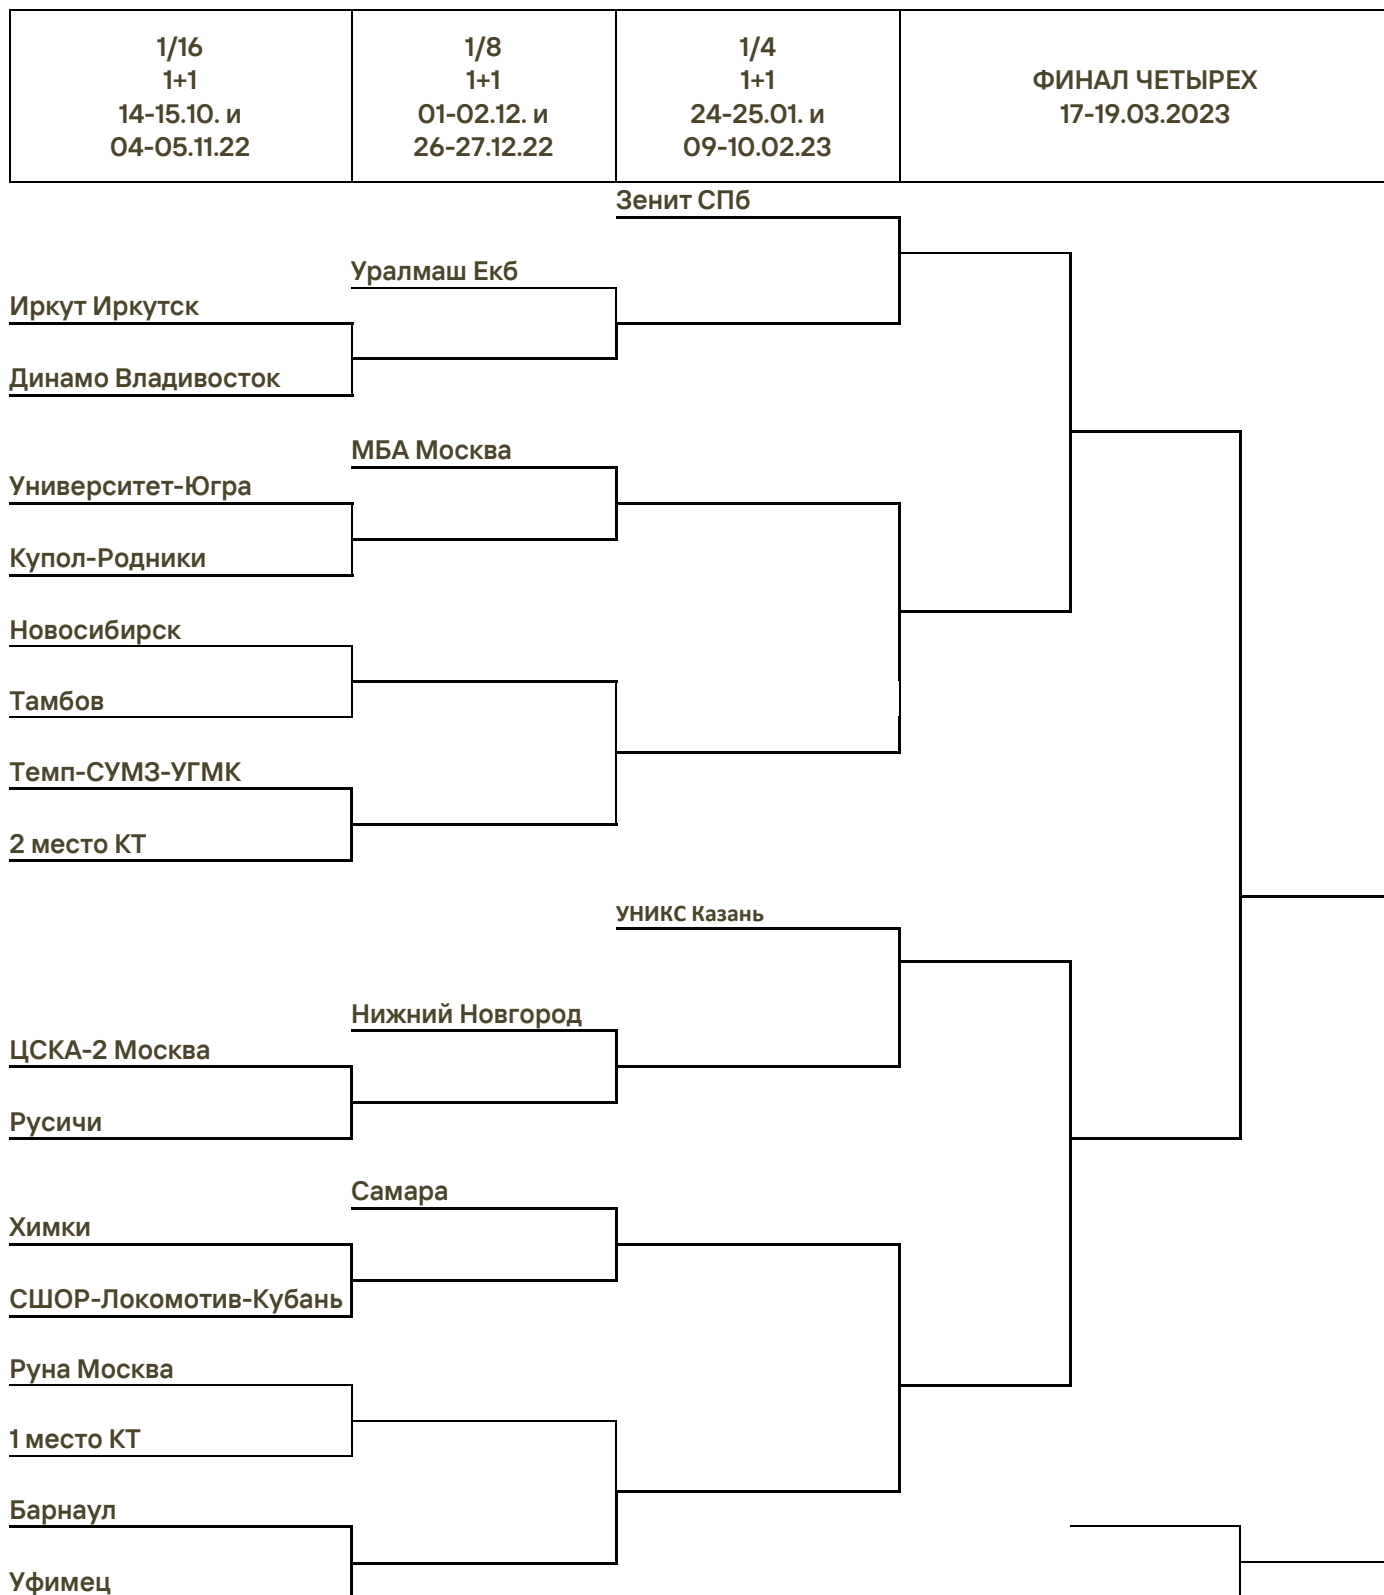 1/16
1+1
14-15.10. и
04-05.11.22
1/8
1+1
01-02.12. и
26-27.12.22
1/4
1+1
24-25.01. и
09-10.02.23
ФИНАЛ ЧЕТЫРЕХ
17-19.03.2023
Зенит СПб
Уралмаш Екб
Иркут Иркутск
Динамо Владивосток
МБА Москва
Университет-Югра
Купол-Родники
Новосибирск
Тамбов
Темп-СУМЗ-УГМК
2 место КТ
УНИКС Казань
Нижний Новгород
ЦСКА-2 Москва
Русичи
Самара
Химки
СШОР-Локомотив-Кубань
Руна Москва
1 место КТ
Барнаул
Уфимец